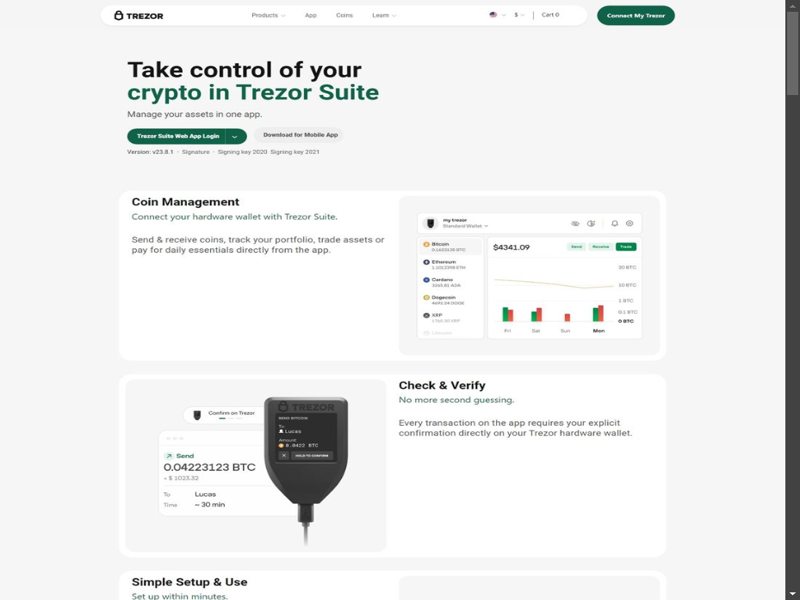 TREZOR
Products
App
Coins
Learn
$
Cart 0
Connect My Trezor
Take control of your
crypto in Trezor Suite
Manage your assets in one app.
Trezor Suite Web App Login
Download for Mobile App
Version: v23.8.1 · Signature · Signing key 2020 Signing key 2021
Coin Management
Connect your hardware wallet with Trezor Suite.
Send & receive coins, track your portfolio, trade assets or
pay for daily essentials directly from the app.
my trezor
Standard Wallet
Bitcoin
Ethereum
Cardano
Dogecoin
XRP
$4341.09
Send
Receive
Trade
20 BTC
10 BTC
1 BTC
0.1 BTC
0 BTC
Fri
Sat
Sun
Mon
Confirm on Trezor
Send
0.04223123 BTC
≈ $ 1023.32
To
Lucas
Time
~ 30 min
TREZOR
SEND BITCOIN
To:
Lucas
Amount:
0.0422 BTC
HOLD TO CONFIRM
Check & Verify
No more second guessing.
Every transaction on the app requires your explicit
confirmation directly on your Trezor hardware wallet.
Simple Setup & Use
Set up within minutes.